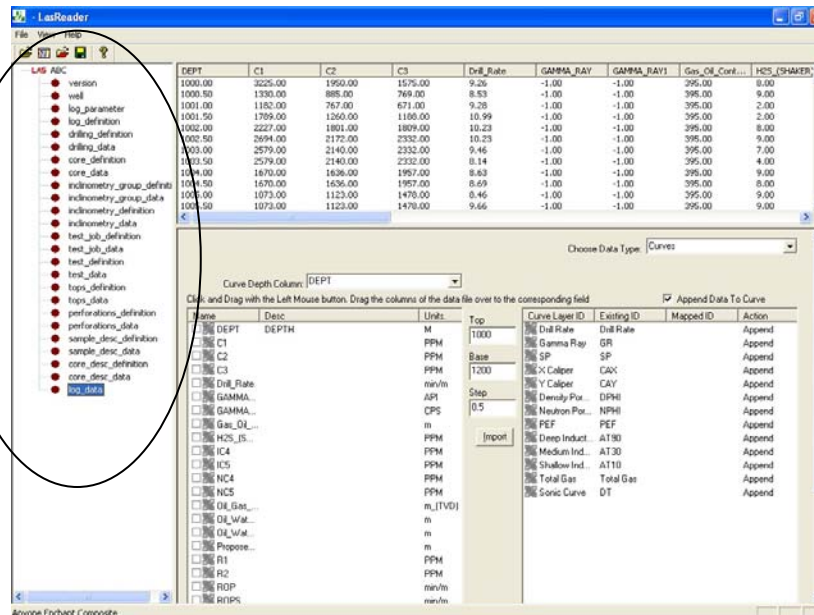 - LasReader
File View Help
LAS ABC
version
well
log_parameter
log_definition
drilling_definition
drilling_data
core_definition
core_data
inclinometry_group_definiti
inclinometry_group_data
inclinometry_definition
inclinometry_data
test_job_definition
test_job_data
test_definition
test_data
tops_definition
tops_data
perforations_definition
perforations_data
sample_desc_definition
sample_desc_data
core_desc_definition
core_desc_data
log_data
DEPT C1 C2 C3 Drill_Rate GAMMA_RAY GAMMA_RAY1 Gas_Oil_Cont... H2S_(SHAKER)
1000.00 3225.00 1950.00 1575.00 9.26 -1.00 -1.00 395.00 8.00
1000.50 1330.00 885.00 769.00 8.53 -1.00 -1.00 395.00 9.00
1001.00 1182.00 767.00 671.00 9.28 -1.00 -1.00 395.00 2.00
1001.50 1789.00 1260.00 1188.00 10.99 -1.00 -1.00 395.00 2.00
1002.00 2227.00 1801.00 1809.00 10.23 -1.00 -1.00 395.00 8.00
1002.50 2694.00 2172.00 2332.00 10.23 -1.00 -1.00 395.00 9.00
1003.00 2579.00 2140.00 2332.00 9.46 -1.00 -1.00 395.00 7.00
1003.50 2579.00 2140.00 2332.00 8.14 -1.00 -1.00 395.00 4.00
1004.00 1670.00 1636.00 1957.00 8.63 -1.00 -1.00 395.00 9.00
1004.50 1670.00 1636.00 1957.00 8.69 -1.00 -1.00 395.00 8.00
1005.00 1073.00 1123.00 1478.00 8.46 -1.00 -1.00 395.00 9.00
1005.50 1073.00 1123.00 1478.00 9.66 -1.00 -1.00 395.00 9.00
Choose Data Type: Curves
Curve Depth Column: DEPT
Click and Drag with the Left Mouse button. Drag the columns of the data file over to the corresponding field
Append Data To Curve
Name Desc Units
DEPT DEPTH M
C1 PPM
C2 PPM
C3 PPM
Drill_Rate min/m
GAMMA... API
GAMMA... CPS
Gas_Oil_... m
H2S_(S... PPM
IC4 PPM
IC5 PPM
NC4 PPM
NC5 PPM
Oil_Gas_... m_(TVD)
Oil_Wat... m
Oil_Wat... m
Propose... m
R1 PPM
R2 PPM
ROP min/m
ROPS min/m
Top
1000
Base
1200
Step
0.5
Import
Curve Layer ID Existing ID Mapped ID Action
Drill Rate Drill Rate Append
Gamma Ray GR Append
SP SP Append
X Caliper CAX Append
Y Caliper CAY Append
Density Por... DPHI Append
Neutron Por... NPHI Append
PEF PEF Append
Deep Induct... AT90 Append
Medium Ind... AT30 Append
Shallow Ind... AT10 Append
Total Gas Total Gas Append
Sonic Curve DT Append
Anyone Enchant Composite